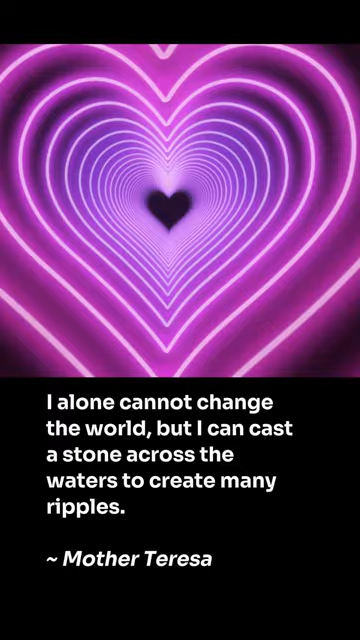 I alone cannot change
the world, but I can cast
a stone across the
waters to create many
ripples.
~ Mother Teresa